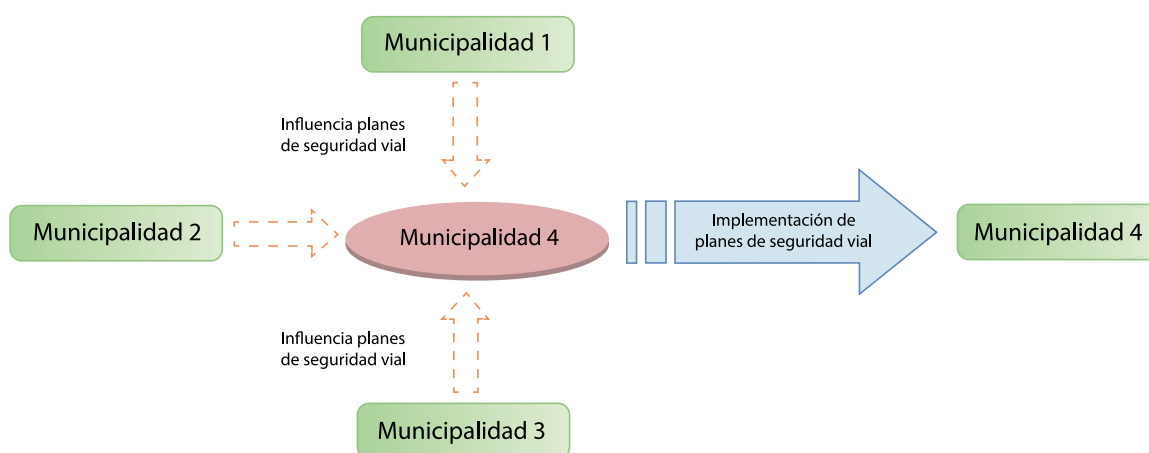 Municipalidad 1
Influencia planes
de seguridad vial
Municipalidad 2
Municipalidad 4
Implementación de
planes de seguridad vial
Municipalidad 4
Influencia planes
de seguridad vial
Municipalidad 3